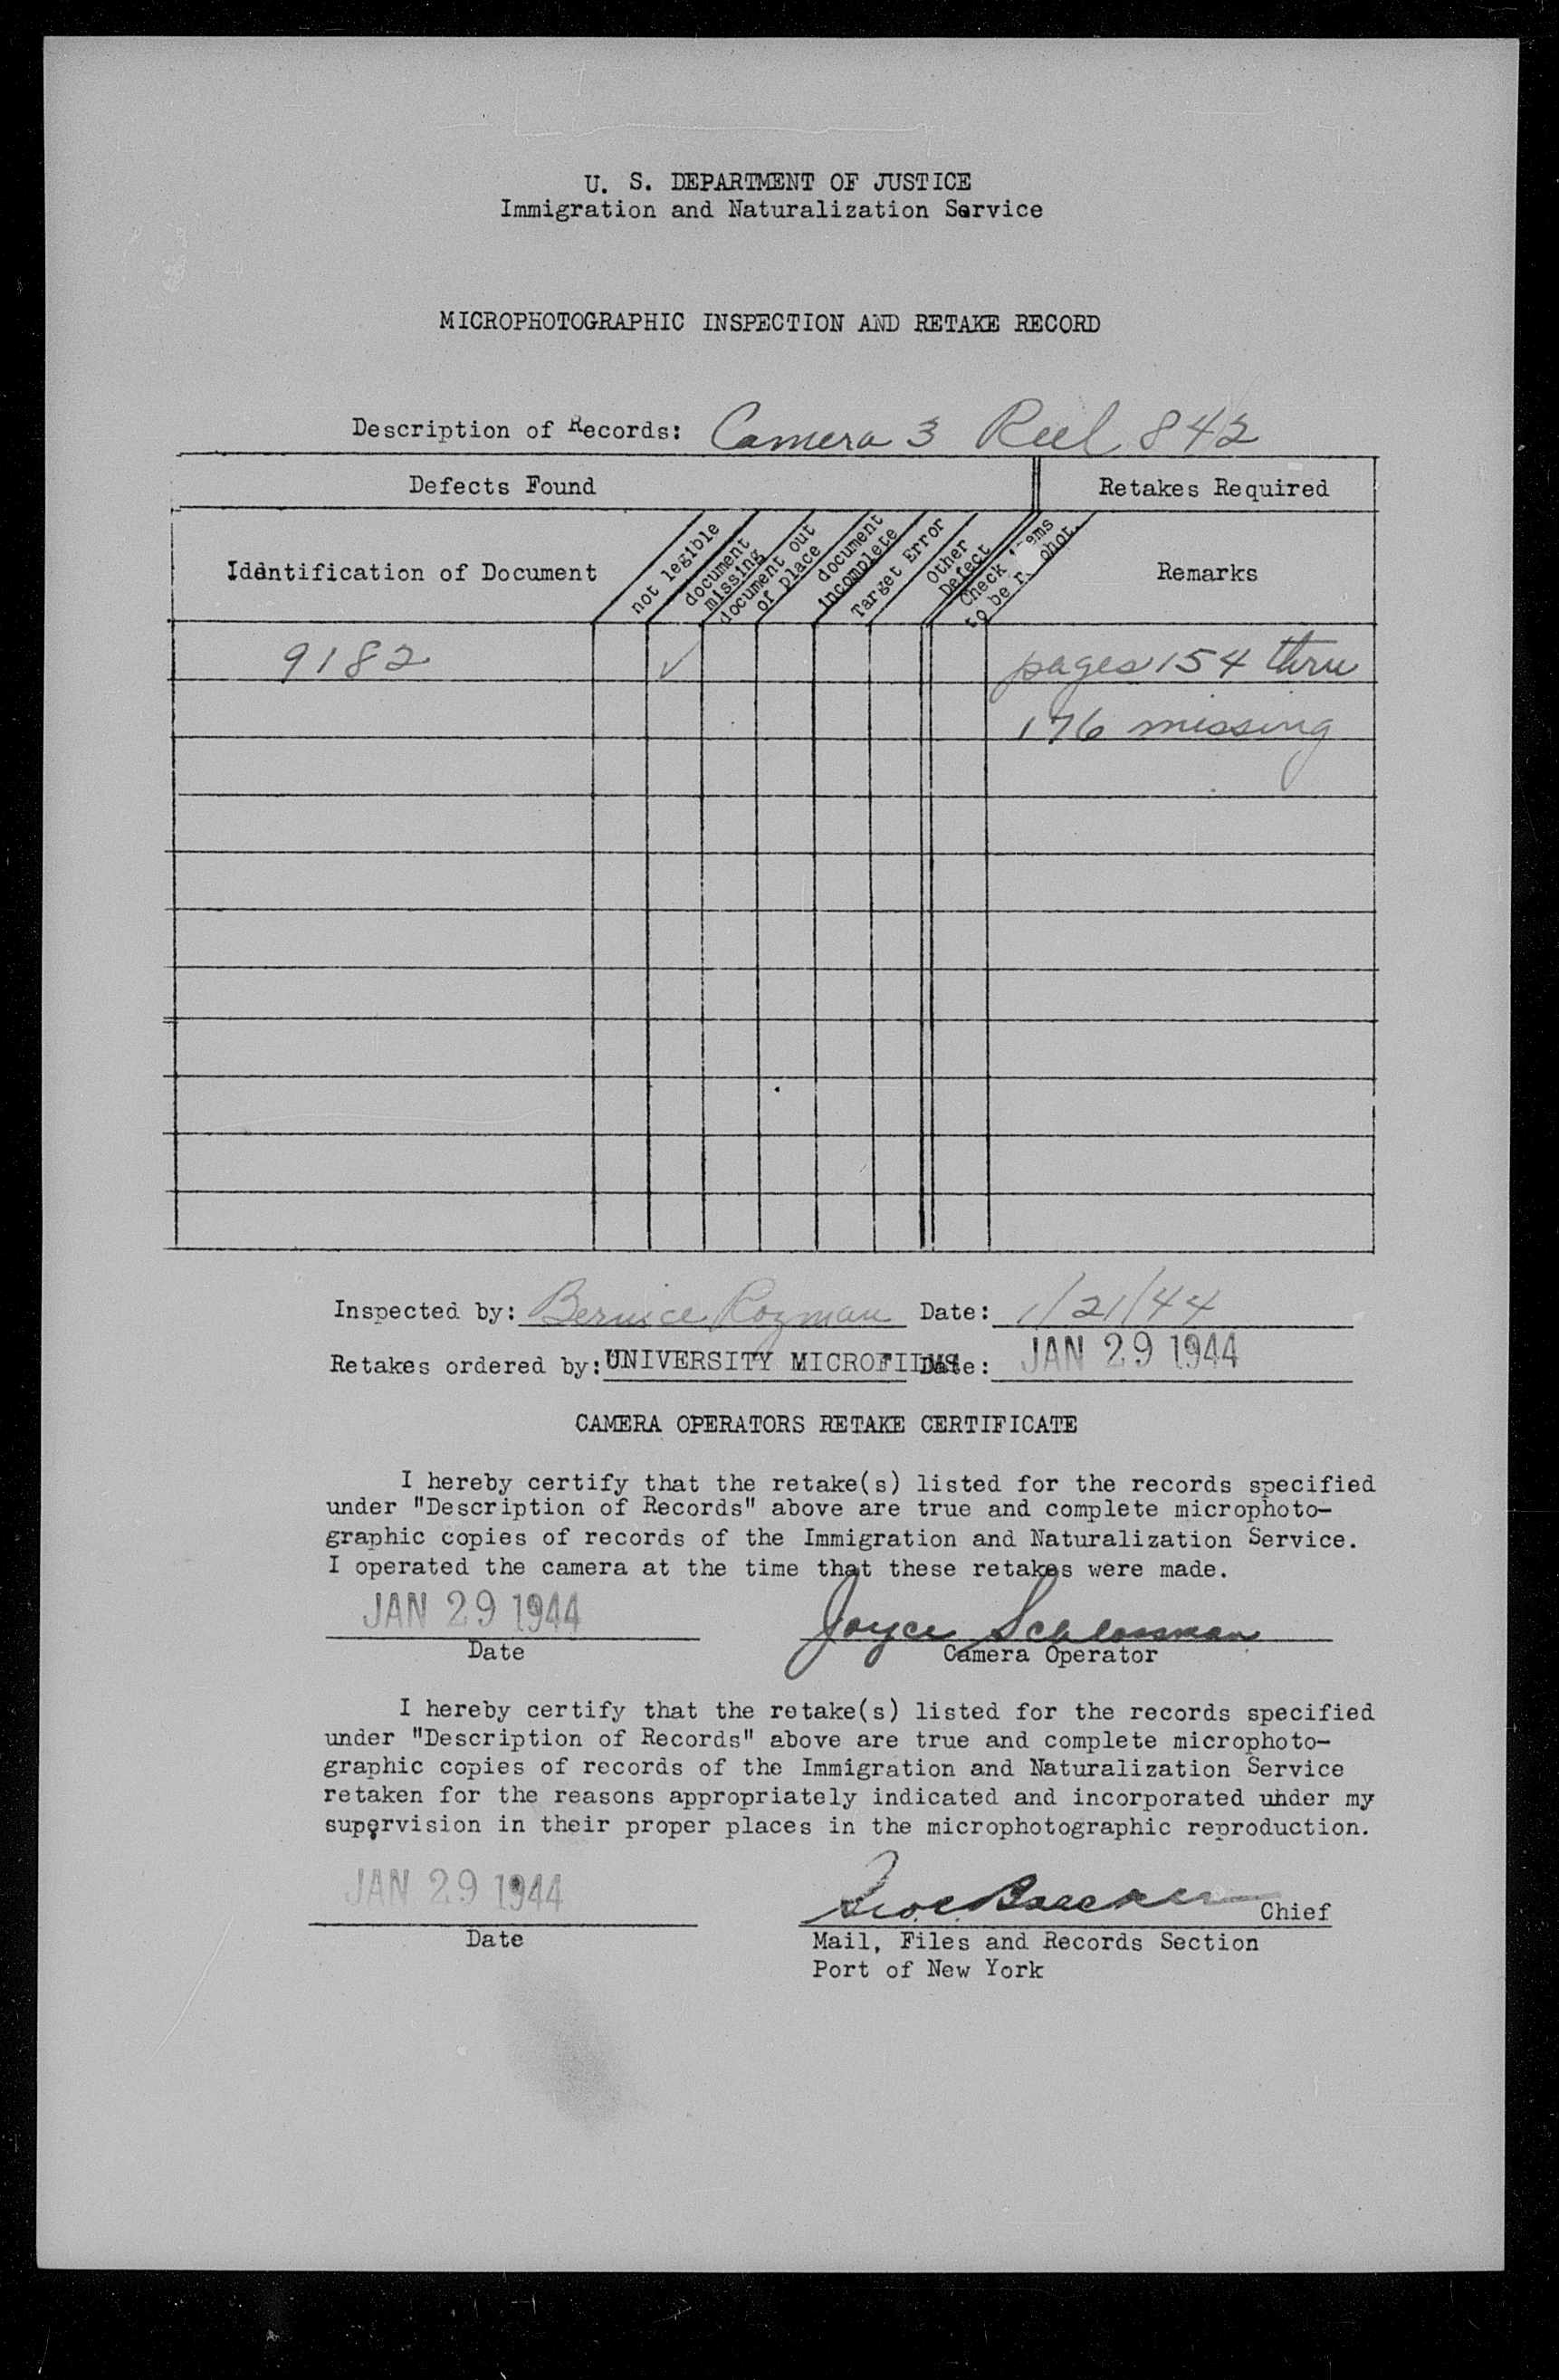 U. S. DEPARTMENT OF JUSTICE
Immigration and Naturalization Service
MICROPHOTOGRAPHIC INSPECTION AND RETAKE RECORD
Description of Records: Camera 3 Reel 842
Defects Found
Retakes Required
Identification of Document
not legible
document
missing
document out
of place
document
incomplete
Target Error
Other
Defect
Check
to be
Remarks
9182 ✓ pages 154 thru
176 missing
Inspected by: Bernice Rozman Date: 1/21/44
Retakes ordered by: UNIVERSITY MICROFILMS Date: JAN 29 1944
CAMERA OPERATORS RETAKE CERTIFICATE
I hereby certify that the retake(s) listed for the records specified
under "Description of Records" above are true and complete microphoto-
graphic copies of records of the Immigration and Naturalization Service.
I operated the camera at the time that these retakes were made.
JAN 29 1944 Joyce Schlossman
Date Camera Operator
I hereby certify that the retake(s) listed for the records specified
under "Description of Records" above are true and complete microphoto-
graphic copies of records of the Immigration and Naturalization Service
retaken for the reasons appropriately indicated and incorporated under my
supervision in their proper places in the microphotographic reproduction.
JAN 29 1944 Chief
Date Mail, Files and Records Section
Port of New York